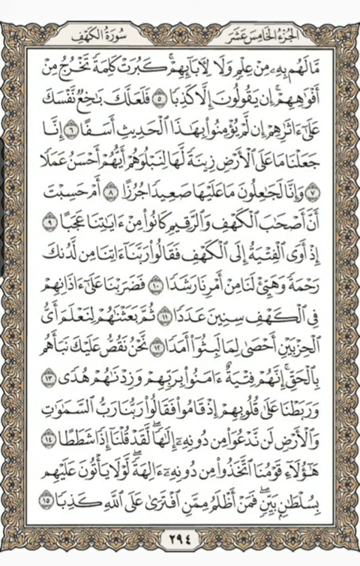 الجزء الخامس عشر
سورة الكهف
مَّا لَهُم بِهِۦ مِنْ عِلْمٍ وَلَا لِءَابَآئِهِمْ ۚ كَبُرَتْ كَلِمَةً تَخْرُجُ مِنْ
أَفْوَٰهِهِمْ ۚ إِن يَقُولُونَ إِلَّا كَذِبًا ٥ فَلَعَلَّكَ بَٰخِعٌ نَّفْسَكَ
عَلَىٰٓ ءَاثَٰرِهِمْ إِن لَّمْ يُؤْمِنُوا۟ بِهَٰذَا ٱلْحَدِيثِ أَسَفًا ٦ إِنَّا
جَعَلْنَا مَا عَلَى ٱلْأَرْضِ زِينَةً لَّهَا لِنَبْلُوَهُمْ أَيُّهُمْ أَحْسَنُ عَمَلًا
٧ وَإِنَّا لَجَٰعِلُونَ مَا عَلَيْهَا صَعِيدًا جُرُزًا ٨ أَمْ حَسِبْتَ
أَنَّ أَصْحَٰبَ ٱلْكَهْفِ وَٱلرَّقِيمِ كَانُوا۟ مِنْ ءَايَٰتِنَا عَجَبًا ٩
إِذْ أَوَى ٱلْفِتْيَةُ إِلَى ٱلْكَهْفِ فَقَالُوا۟ رَبَّنَآ ءَاتِنَا مِن لَّدُنكَ
رَحْمَةً وَهَيِّئْ لَنَا مِنْ أَمْرِنَا رَشَدًا ١٠ فَضَرَبْنَا عَلَىٰٓ ءَاذَانِهِمْ
فِى ٱلْكَهْفِ سِنِينَ عَدَدًا ١١ ثُمَّ بَعَثْنَٰهُمْ لِنَعْلَمَ أَىُّ
ٱلْحِزْبَيْنِ أَحْصَىٰ لِمَا لَبِثُوٓا۟ أَمَدًا ١٢ نَّحْنُ نَقُصُّ عَلَيْكَ نَبَأَهُم
بِٱلْحَقِّ ۚ إِنَّهُمْ فِتْيَةٌ ءَامَنُوا۟ بِرَبِّهِمْ وَزِدْنَٰهُمْ هُدًى ١٣
وَرَبَطْنَا عَلَىٰ قُلُوبِهِمْ إِذْ قَامُوا۟ فَقَالُوا۟ رَبُّنَا رَبُّ ٱلسَّمَٰوَٰتِ
وَٱلْأَرْضِ لَن نَّدْعُوَا۟ مِن دُونِهِۦٓ إِلَٰهًا ۖ لَّقَدْ قُلْنَآ إِذًا شَطَطًا ١٤
هَٰٓؤُلَآءِ قَوْمُنَا ٱتَّخَذُوا۟ مِن دُونِهِۦٓ ءَالِهَةً ۖ لَّوْلَا يَأْتُونَ عَلَيْهِم
بِسُلْطَٰنٍۭ بَيِّنٍ ۖ فَمَنْ أَظْلَمُ مِمَّنِ ٱفْتَرَىٰ عَلَى ٱللَّهِ كَذِبًا ١٥
٢٩٤